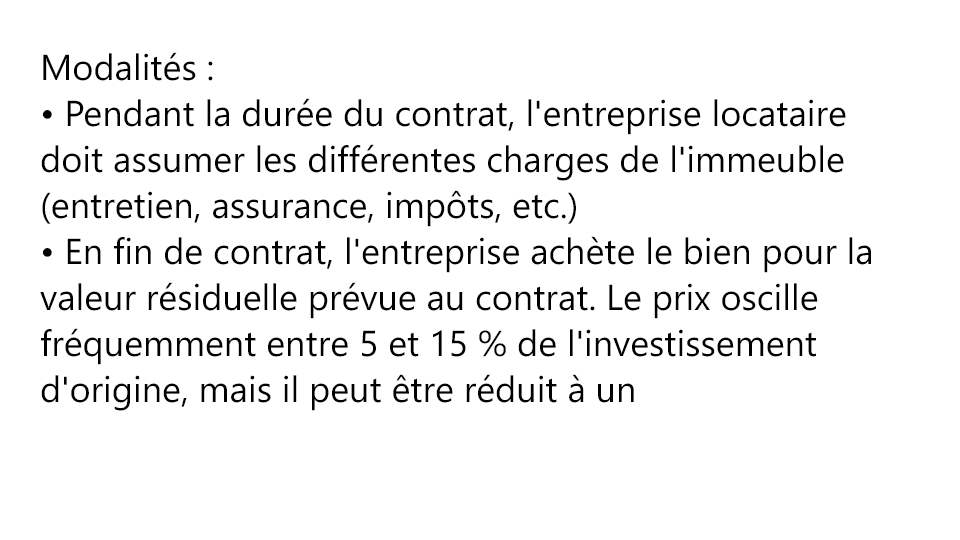 Modalités :
• Pendant la durée du contrat, l'entreprise locataire
doit assumer les différentes charges de l'immeuble
(entretien, assurance, impôts, etc.)
• En fin de contrat, l'entreprise achète le bien pour la
valeur résiduelle prévue au contrat. Le prix oscille
fréquemment entre 5 et 15 % de l'investissement
d'origine, mais il peut être réduit à un